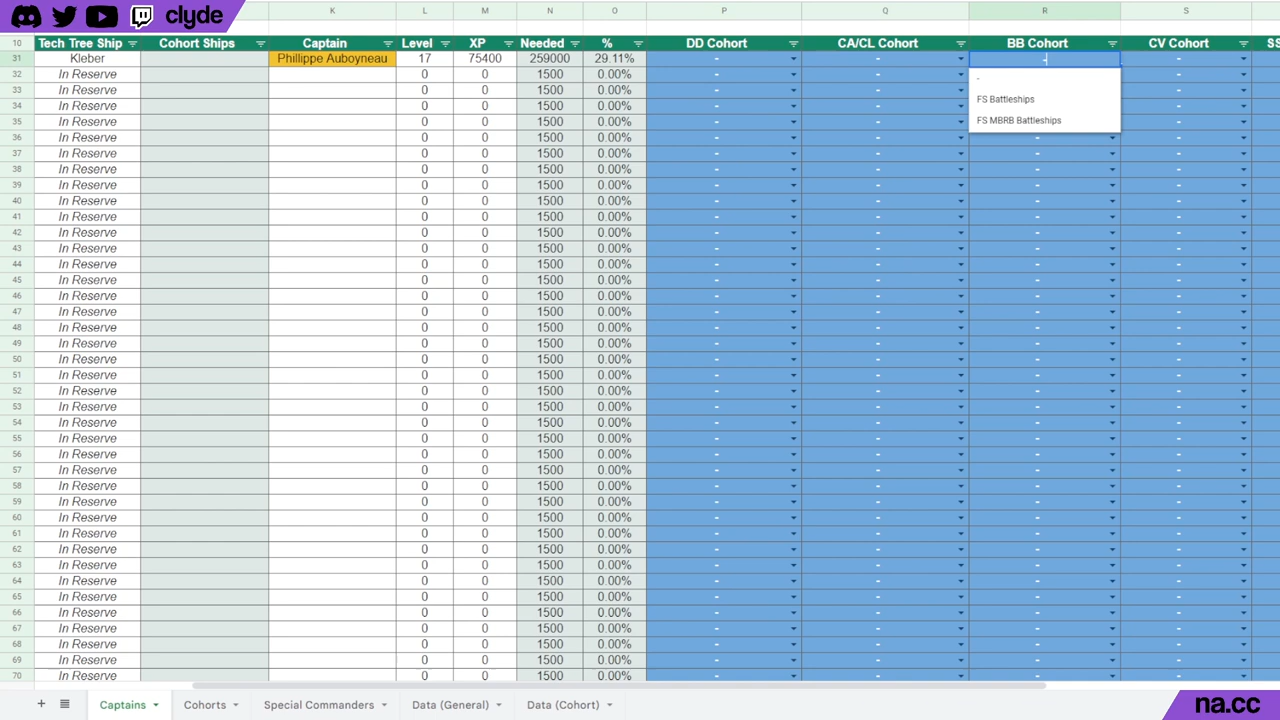 clyde
K L M N O P Q R S
10 Tech Tree Ship Cohort Ships Captain Level XP Needed % DD Cohort CA/CL Cohort BB Cohort CV Cohort SS
31 Kleber Phillippe Auboyneau 17 75400 259000 29.11% - - - -
-
FS Battleships
FS MBRB Battleships
32 In Reserve 0 0 1500 0.00% - - -
33 In Reserve 0 0 1500 0.00% - - -
34 In Reserve 0 0 1500 0.00% - - -
35 In Reserve 0 0 1500 0.00% - - -
36 In Reserve 0 0 1500 0.00% - - - -
37 In Reserve 0 0 1500 0.00% - - - -
38 In Reserve 0 0 1500 0.00% - - - -
39 In Reserve 0 0 1500 0.00% - - - -
40 In Reserve 0 0 1500 0.00% - - - -
41 In Reserve 0 0 1500 0.00% - - - -
42 In Reserve 0 0 1500 0.00% - - - -
43 In Reserve 0 0 1500 0.00% - - - -
44 In Reserve 0 0 1500 0.00% - - - -
45 In Reserve 0 0 1500 0.00% - - - -
46 In Reserve 0 0 1500 0.00% - - - -
47 In Reserve 0 0 1500 0.00% - - - -
48 In Reserve 0 0 1500 0.00% - - - -
49 In Reserve 0 0 1500 0.00% - - - -
50 In Reserve 0 0 1500 0.00% - - - -
51 In Reserve 0 0 1500 0.00% - - - -
52 In Reserve 0 0 1500 0.00% - - - -
53 In Reserve 0 0 1500 0.00% - - - -
54 In Reserve 0 0 1500 0.00% - - - -
55 In Reserve 0 0 1500 0.00% - - - -
56 In Reserve 0 0 1500 0.00% - - - -
57 In Reserve 0 0 1500 0.00% - - - -
58 In Reserve 0 0 1500 0.00% - - - -
59 In Reserve 0 0 1500 0.00% - - - -
60 In Reserve 0 0 1500 0.00% - - - -
61 In Reserve 0 0 1500 0.00% - - - -
62 In Reserve 0 0 1500 0.00% - - - -
63 In Reserve 0 0 1500 0.00% - - - -
64 In Reserve 0 0 1500 0.00% - - - -
65 In Reserve 0 0 1500 0.00% - - - -
66 In Reserve 0 0 1500 0.00% - - - -
67 In Reserve 0 0 1500 0.00% - - - -
68 In Reserve 0 0 1500 0.00% - - - -
69 In Reserve 0 0 1500 0.00% - - - -
70 In Reserve 0 0 1500 0.00% - - - -
+ Captains Cohorts Special Commanders Data (General) Data (Cohort)
na.cc